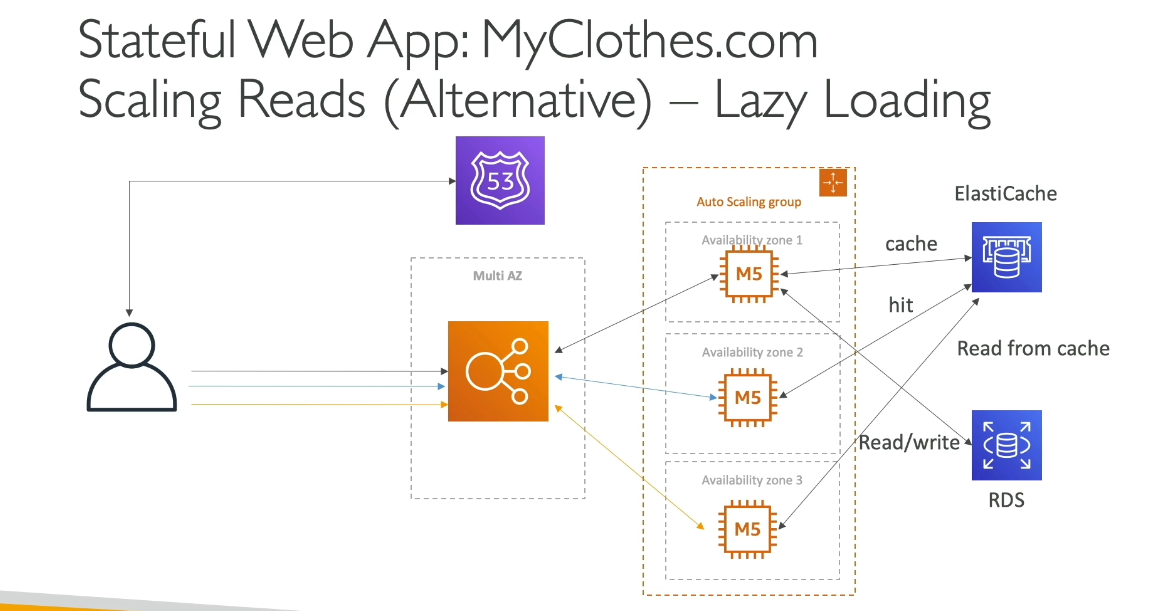 Stateful Web App: MyClothes.com
Scaling Reads (Alternative) – Lazy Loading
53
Auto Scaling group
ElastiCache
Availability zone 1
cache
M5
Multi AZ
hit
Availability zone 2
Read from cache
M5
Read/write
Availability zone 3
RDS
M5